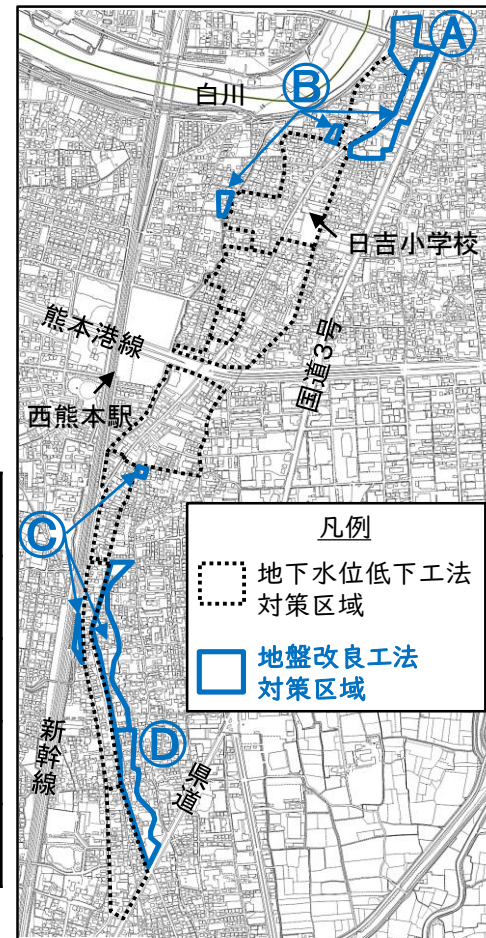 Ⓐ
Ⓑ
白川
日吉小学校
熊本港線
国道3号
西熊本駅
Ⓒ
凡例
地下水位低下工法
対策区域
地盤改良工法
対策区域
Ⓓ
新幹線
県道